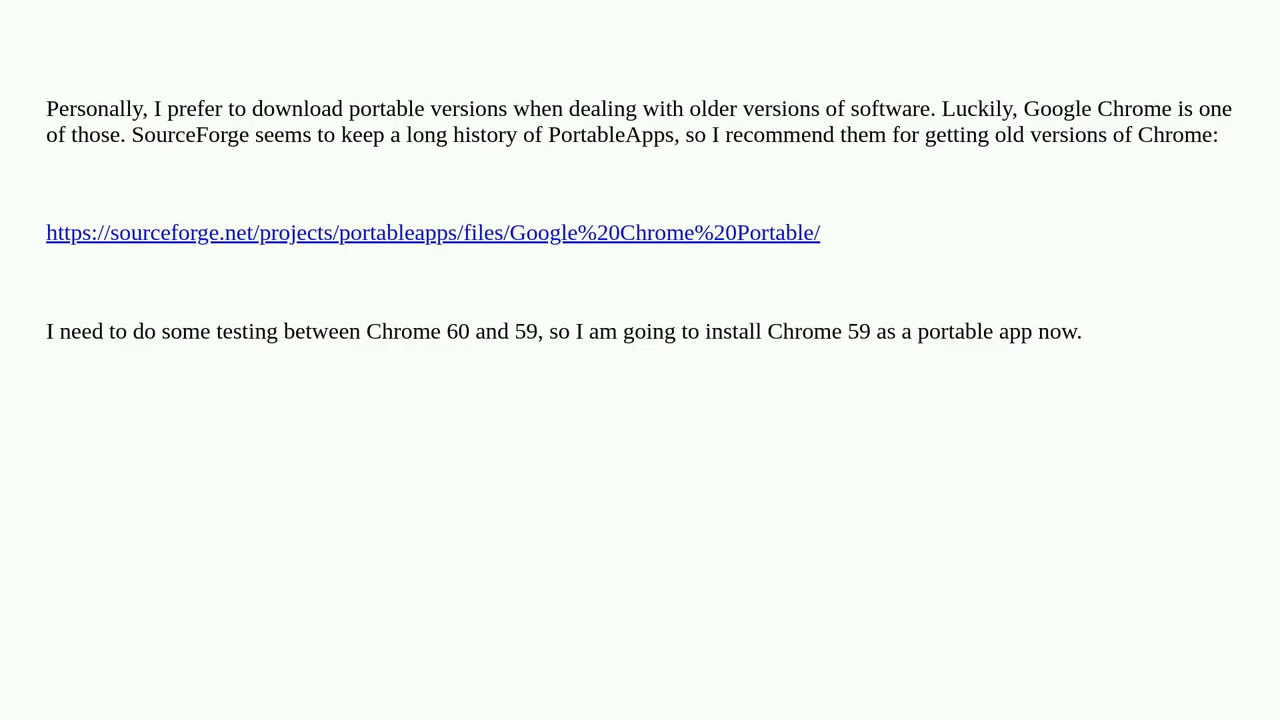 Personally, I prefer to download portable versions when dealing with older versions of software. Luckily, Google Chrome is one
of those. SourceForge seems to keep a long history of PortableApps, so I recommend them for getting old versions of Chrome:
https://sourceforge.net/projects/portableapps/files/Google%20Chrome%20Portable/
I need to do some testing between Chrome 60 and 59, so I am going to install Chrome 59 as a portable app now.